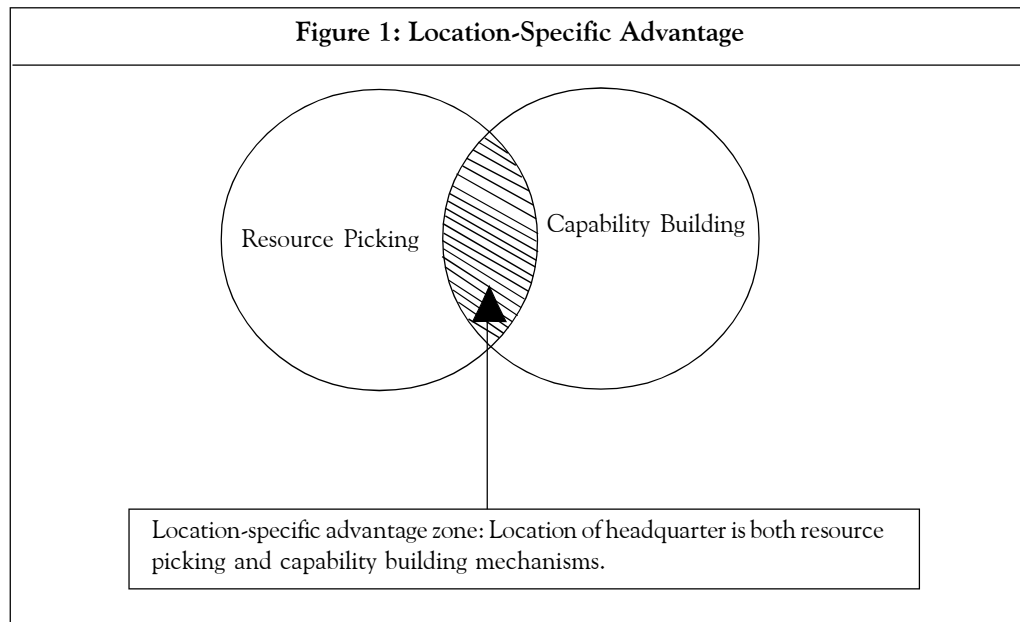 Figure 1: Location-Specific Advantage
Resource Picking
Capability Building
Location-specific advantage zone: Location of headquarter is both resource
picking and capability building mechanisms.